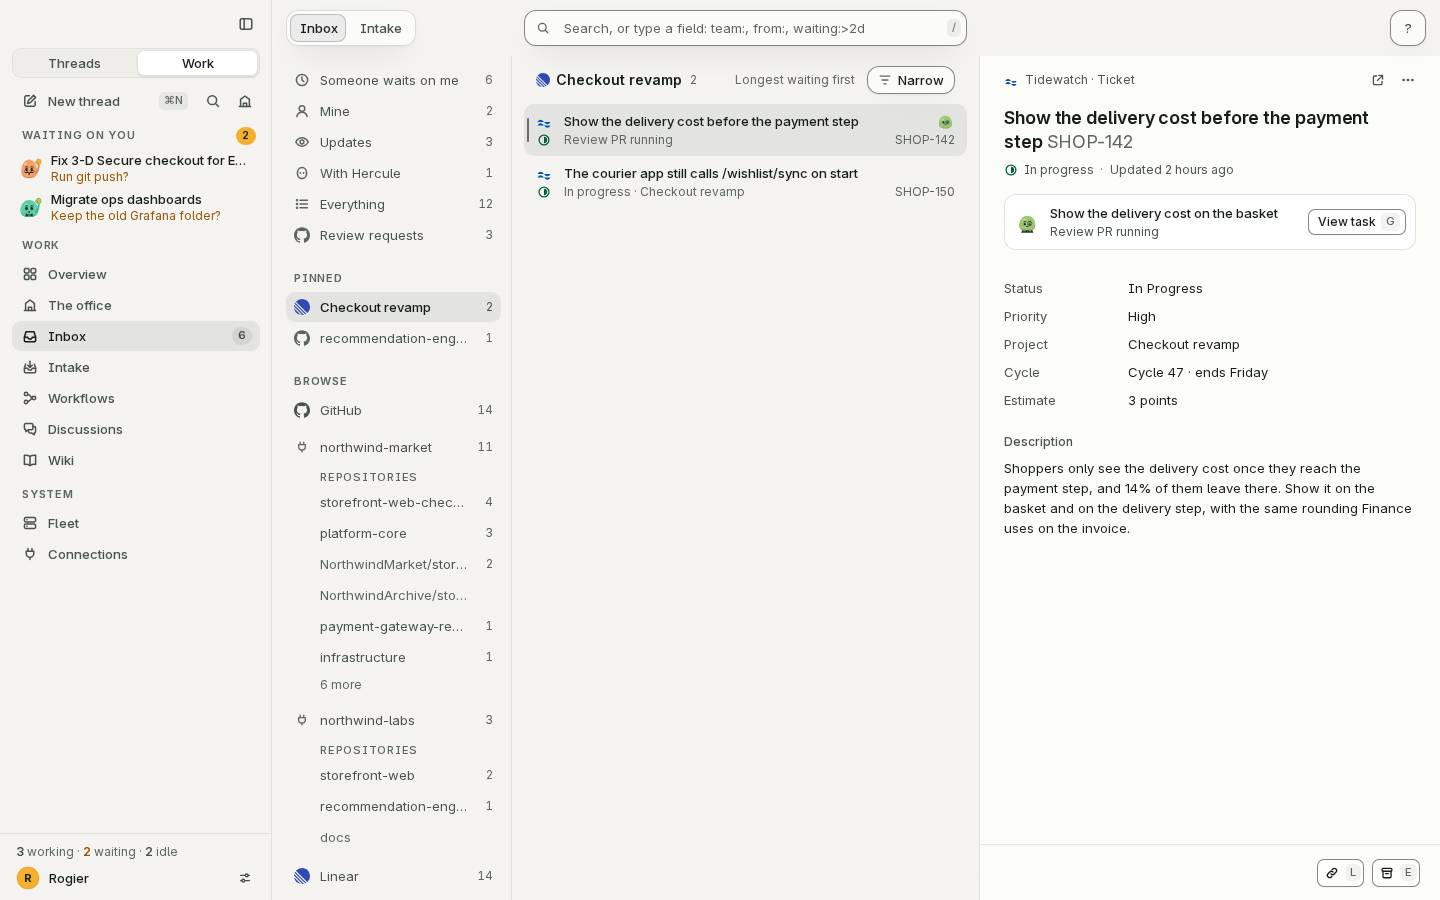 Threads
Work
New thread
⌘N
WAITING ON YOU
2
Fix 3-D Secure checkout for E…
Run git push?
Migrate ops dashboards
Keep the old Grafana folder?
WORK
Overview
The office
Inbox
6
Intake
Workflows
Discussions
Wiki
SYSTEM
Fleet
Connections
3 working · 2 waiting · 2 idle
R
Rogier
Inbox
Intake
Someone waits on me
6
Mine
2
Updates
3
With Hercule
1
Everything
12
Review requests
3
PINNED
Checkout revamp
2
recommendation-eng…
1
BROWSE
GitHub
14
northwind-market
11
REPOSITORIES
storefront-web-chec…
4
platform-core
3
NorthwindMarket/stor…
2
NorthwindArchive/sto…
payment-gateway-re…
1
infrastructure
1
6 more
northwind-labs
3
REPOSITORIES
storefront-web
2
recommendation-eng…
1
docs
Linear
14
Search, or type a field: team:, from:, waiting:>2d
/
Checkout revamp
2
Longest waiting first
Narrow
Show the delivery cost before the payment step
Review PR running
SHOP-142
The courier app still calls /wishlist/sync on start
In progress · Checkout revamp
SHOP-150
?
Tidewatch · Ticket
Show the delivery cost before the payment
step SHOP-142
In progress · Updated 2 hours ago
Show the delivery cost on the basket
Review PR running
View task
G
Status
In Progress
Priority
High
Project
Checkout revamp
Cycle
Cycle 47 · ends Friday
Estimate
3 points
Description
Shoppers only see the delivery cost once they reach the
payment step, and 14% of them leave there. Show it on the
basket and on the delivery step, with the same rounding Finance
uses on the invoice.
L
E